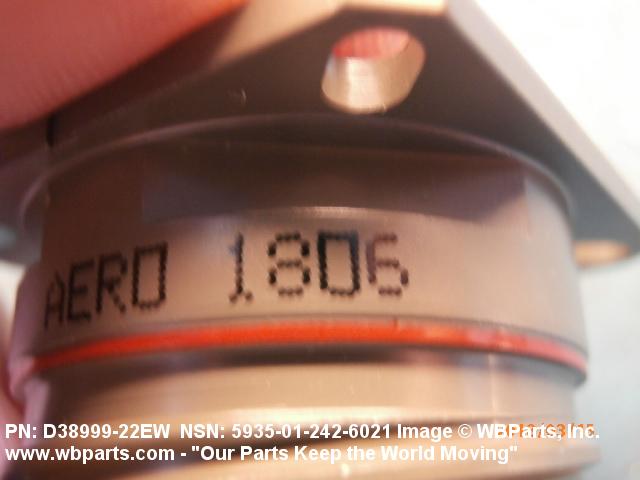 AERO 1806
PN: D38999-22EW NSN: 5935-01-242-6021 Image © WBParts, Inc.
www.wbparts.com - "Our Parts Keep the World Moving"